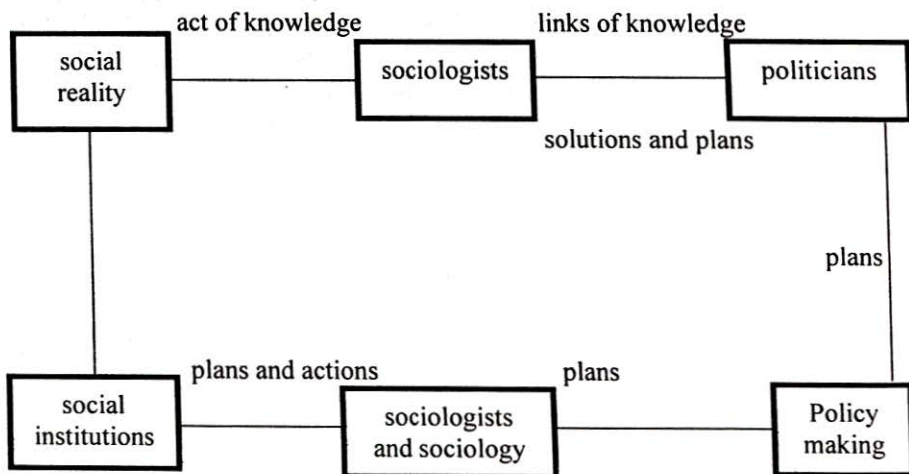 act of knowledge
links of knowledge
social
reality
sociologists
politicians
solutions and plans
plans
plans and actions
plans
social
institutions
sociologists
and sociology
Policy
making